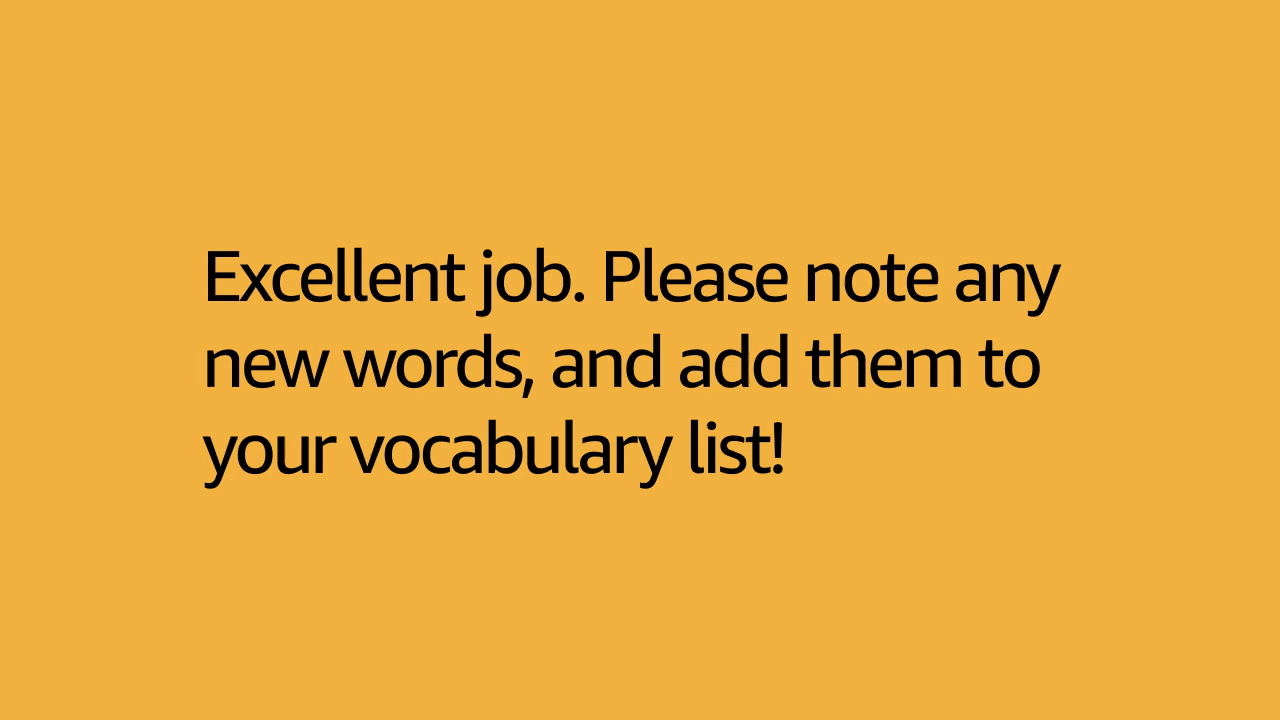 Excellent job. Please note any
new words, and add them to
your vocabulary list!